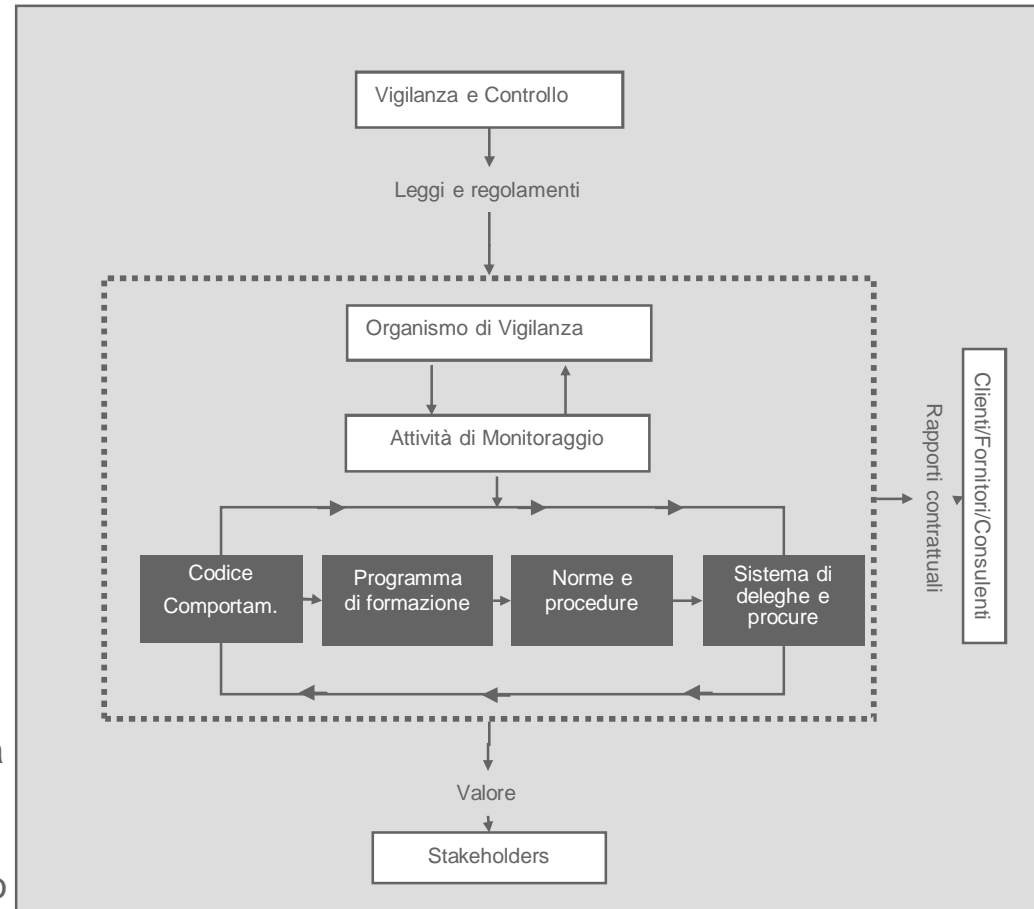 Vigilanza e Controllo
Leggi e regolamenti
Organismo di Vigilanza
Attività di Monitoraggio
Codice
Comportam.
Programma
di formazione
Norme e
procedure
Sistema di
deleghe e
procure
Rapporti contrattuali
Clienti/Fornitori/Consulenti
Valore
Stakeholders